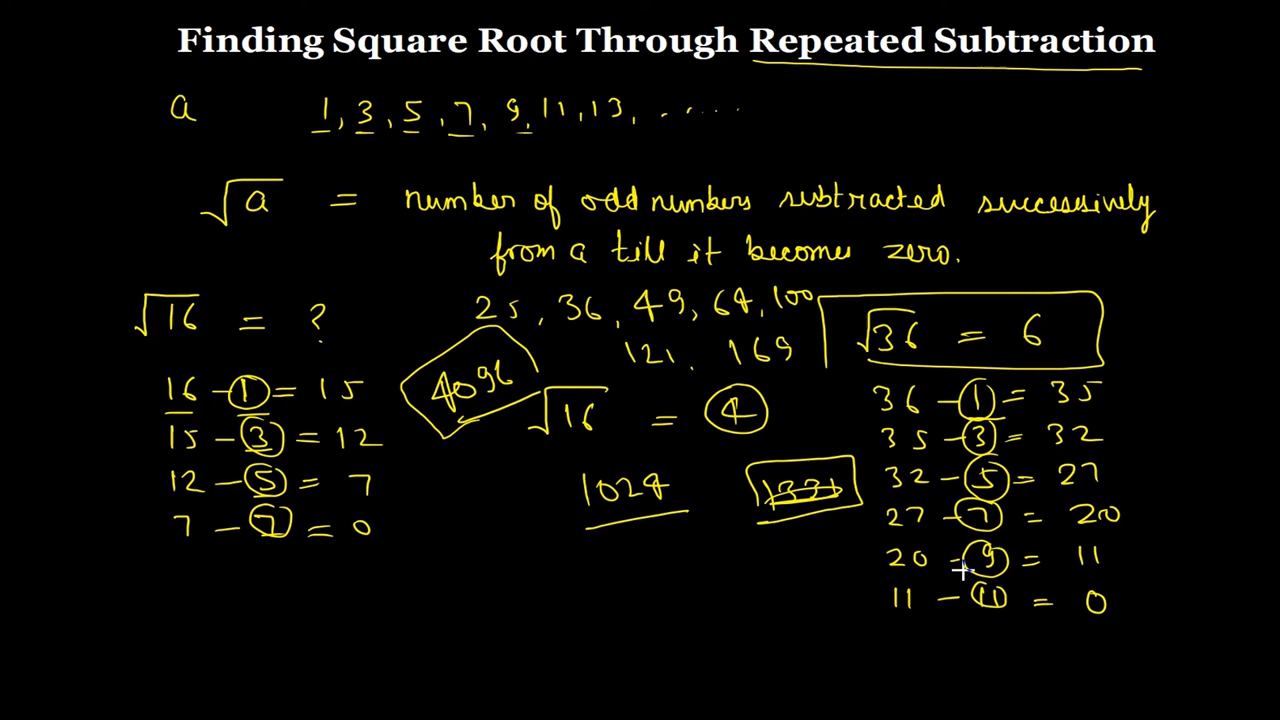 Finding Square Root Through Repeated Subtraction
a 1, 3, 5, 7, 9, 11, 13, ......
√a = number of odd numbers subtracted successively
from a till it become zero.
√16 = ?
16 - 1 = 15
15 - 3 = 12
12 - 5 = 7
7 - 7 = 0
25, 36, 49, 64, 100
121, 169
4096
√16 = 4
1024 1331
√36 = 6
36 - 1 = 35
35 - 3 = 32
32 - 5 = 27
27 - 7 = 20
20 - 9 = 11
11 - 11 = 0